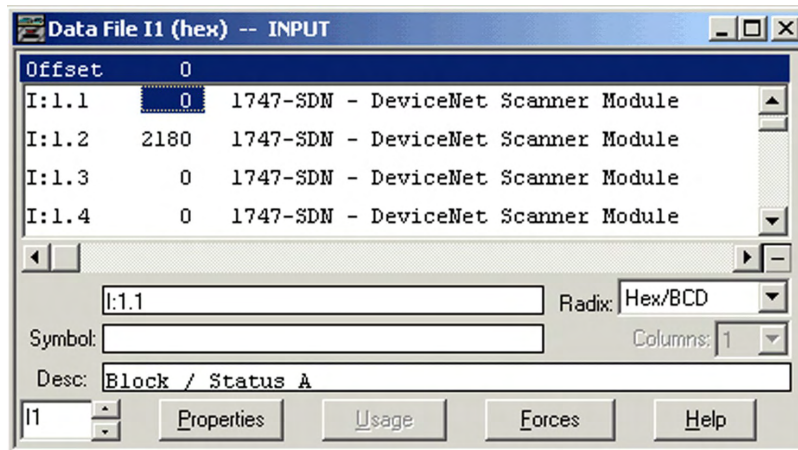 Data File I1 (hex) -- INPUT
Offset 0
I:1.1 0 1747-SDN - DeviceNet Scanner Module
I:1.2 2180 1747-SDN - DeviceNet Scanner Module
I:1.3 0 1747-SDN - DeviceNet Scanner Module
I:1.4 0 1747-SDN - DeviceNet Scanner Module
I:1.1 Radix: Hex/BCD
Symbol: Columns: 1
Desc: Block / Status A
I1 Properties Usage Forces Help